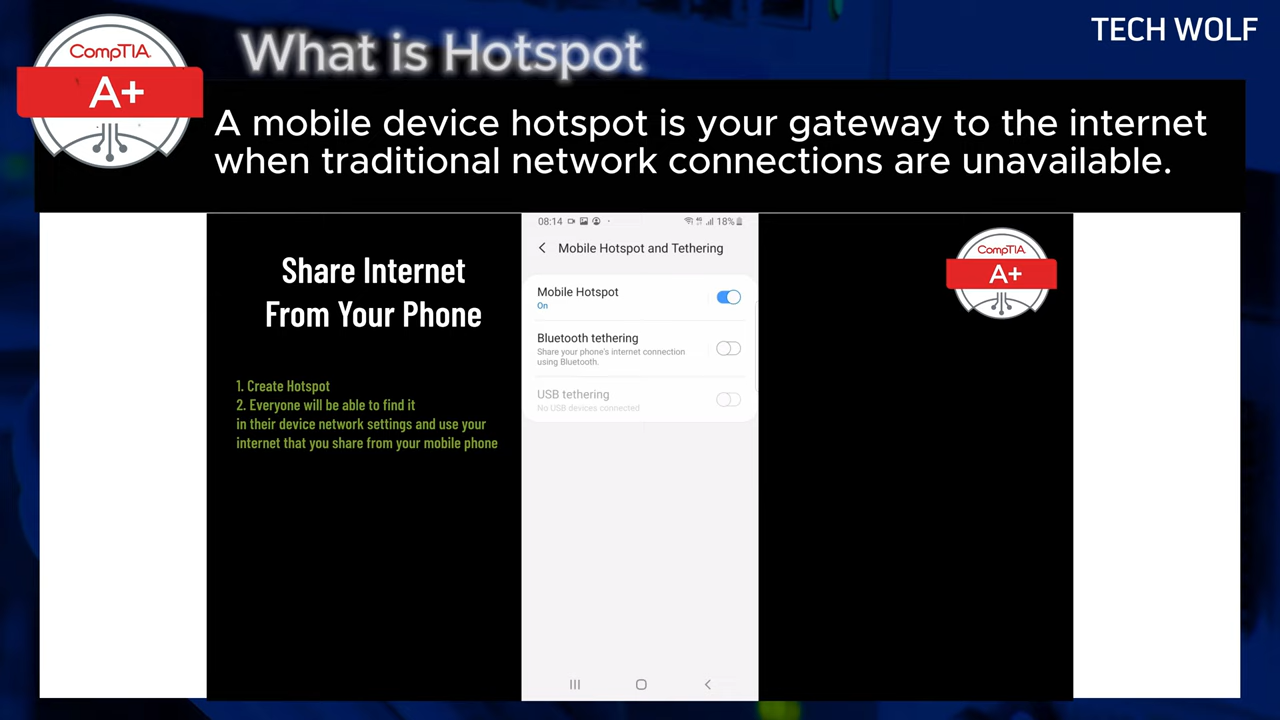 TECH WOLF
CompTIA.
A+
What is Hotspot
A mobile device hotspot is your gateway to the internet
when traditional network connections are unavailable.
Share Internet
From Your Phone
1. Create Hotspot
2. Everyone will be able to find it
in their device network settings and use your
internet that you share from your mobile phone
08:14
18%
Mobile Hotspot and Tethering
Mobile Hotspot
On
Bluetooth tethering
Share your phone's internet connection
using Bluetooth.
USB tethering
No USB devices connected
CompTIA.
A+